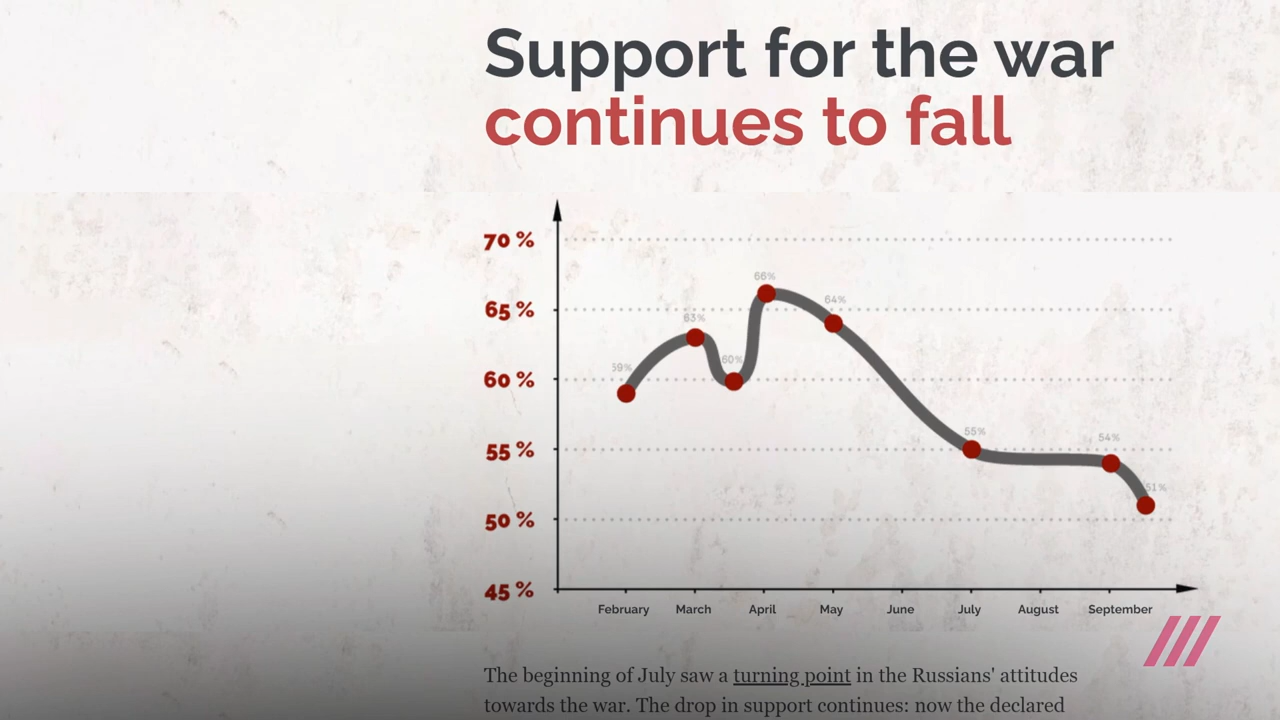 Support for the war
continues to fall
70 %
65 %
60 %
55 %
50 %
45 %
59%
63%
60%
66%
64%
55%
54%
51%
February March April May June July August September
The beginning of July saw a turning point in the Russians' attitudes
towards the war. The drop in support continues: now the declared